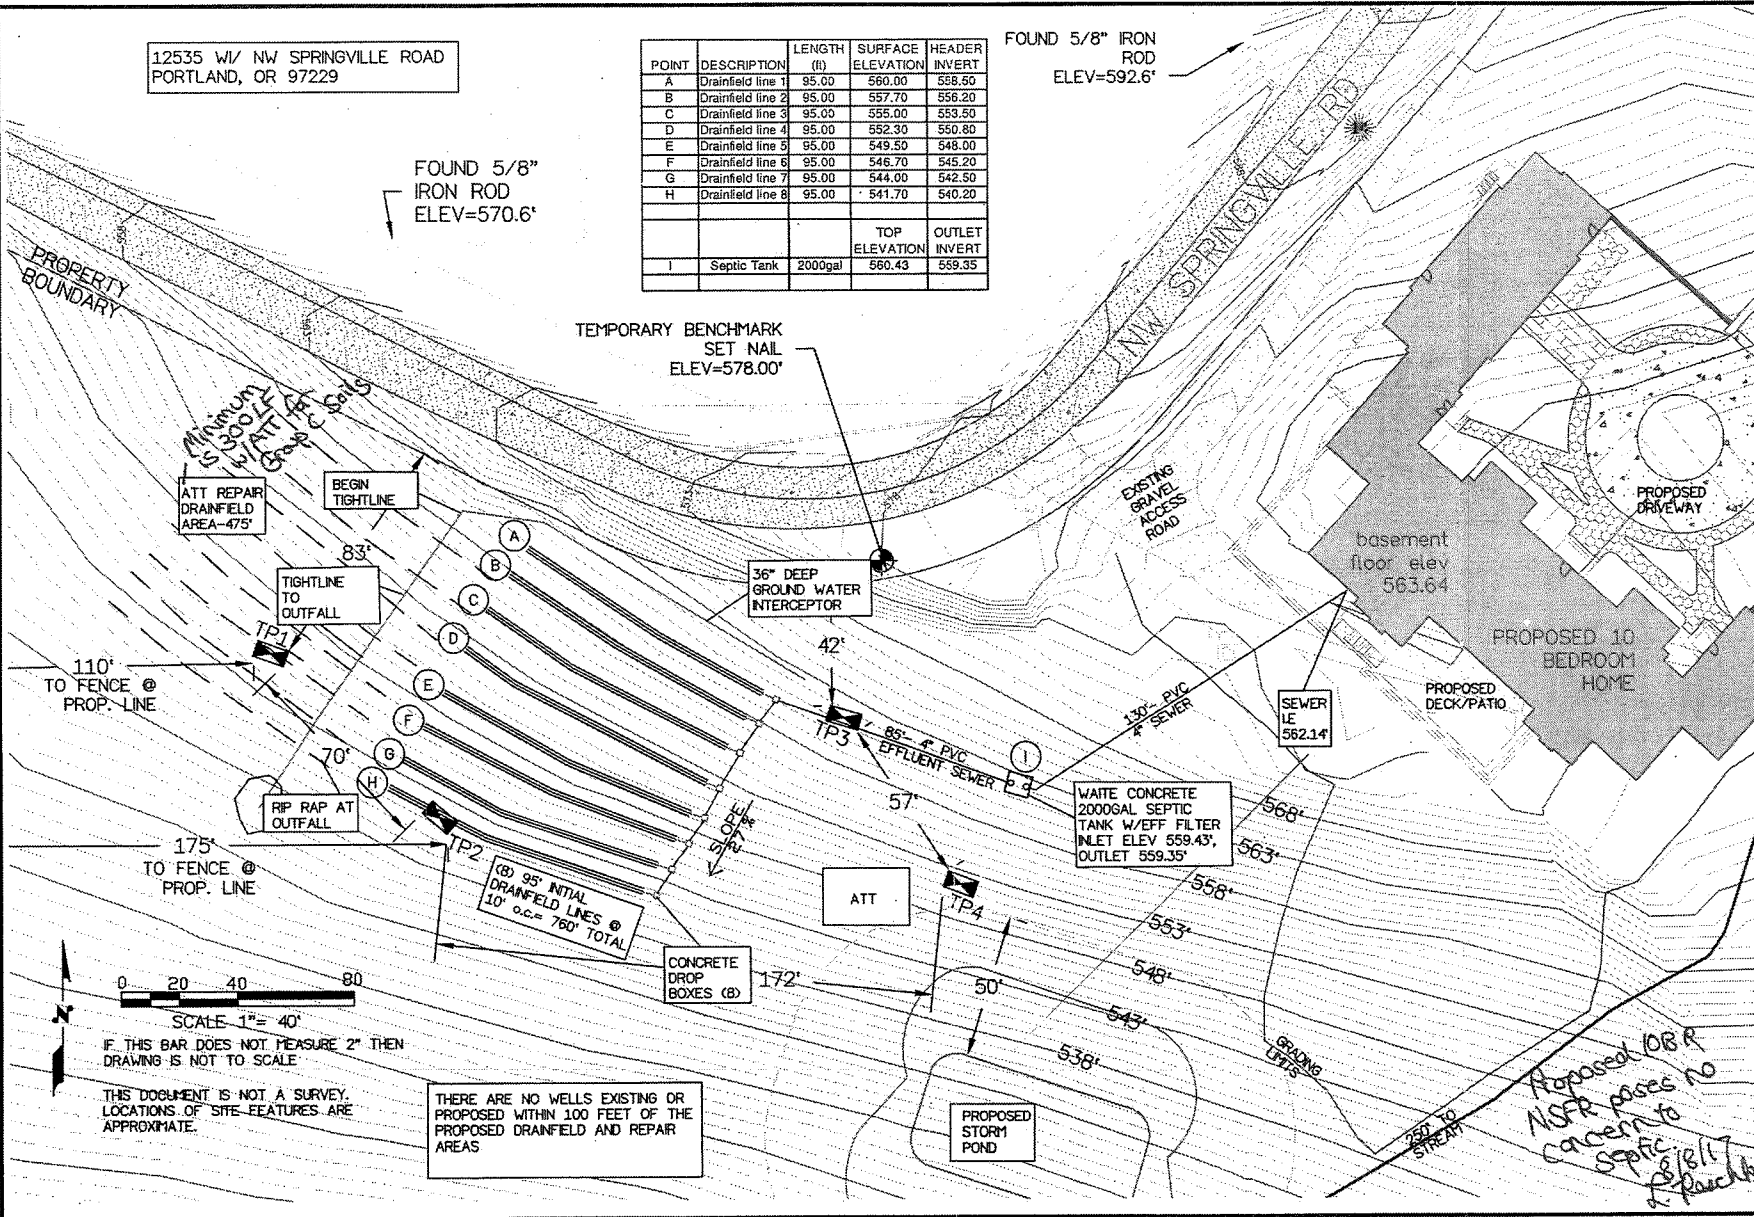 12535 WI/ NW SPRINGVILLE ROAD
PORTLAND, OR 97229
POINT DESCRIPTION LENGTH (ft) SURFACE ELEVATION HEADER INVERT
A Drainfield line 1 95.00 560.00 558.50
B Drainfield line 2 95.00 557.70 556.20
C Drainfield line 3 95.00 555.00 553.50
D Drainfield line 4 95.00 552.30 550.80
E Drainfield line 5 95.00 549.50 548.00
F Drainfield line 6 95.00 546.70 545.20
G Drainfield line 7 95.00 544.00 542.50
H Drainfield line 8 95.00 541.70 540.20
TOP ELEVATION OUTLET INVERT
I Septic Tank 2000gal 560.43 559.35
FOUND 5/8" IRON
ROD
ELEV=592.6'
FOUND 5/8"
IRON ROD
ELEV=570.6'
PROPERTY
BOUNDARY
NW SPRINGVILLE RD
TEMPORARY BENCHMARK
SET NAIL
ELEV=578.00'
Minimum
is 300 LF
w/ATT for
Group C Soils
ATT REPAIR
DRAINFIELD
AREA-475'
BEGIN
TIGHTLINE
83'
TIGHTLINE
TO
OUTFALL
TP1
110'
TO FENCE @
PROP. LINE
A
B
C
D
E
F
G
H
70'
RIP RAP AT
OUTFALL
175'
TO FENCE @
PROP. LINE
TP2
(8) 95' INITIAL
DRAINFIELD LINES @
10' o.c.= 760' TOTAL
36" DEEP
GROUND WATER
INTERCEPTOR
42'
TP3
85'- 4" PVC
EFFLUENT SEWER
I
57'
SLOPE
27%
ATT
TP4
CONCRETE
DROP
BOXES (8)
172'
50'
EXISTING
GRAVEL
ACCESS
ROAD
130'- PVC
4" SEWER
SEWER
I.E
562.14'
WAITE CONCRETE
2000GAL SEPTIC
TANK W/EFF FILTER
INLET ELEV 559.43',
OUTLET 559.35'
basement
floor elev
563.64
PROPOSED 10
BEDROOM
HOME
PROPOSED
DRIVEWAY
PROPOSED
DECK/PATIO
568'
563'
558'
553'
548'
543'
538'
GRADING
LIMITS
250' TO
STREAM
PROPOSED
STORM
POND
0 20 40 80
SCALE 1"= 40'
IF THIS BAR DOES NOT MEASURE 2" THEN
DRAWING IS NOT TO SCALE
N
THIS DOCUMENT IS NOT A SURVEY.
LOCATIONS OF SITE FEATURES ARE
APPROXIMATE.
THERE ARE NO WELLS EXISTING OR
PROPOSED WITHIN 100 FEET OF THE
PROPOSED DRAINFIELD AND REPAIR
AREAS
Proposed 10BR
NSFR poses no
concern to
septic
8/8/17